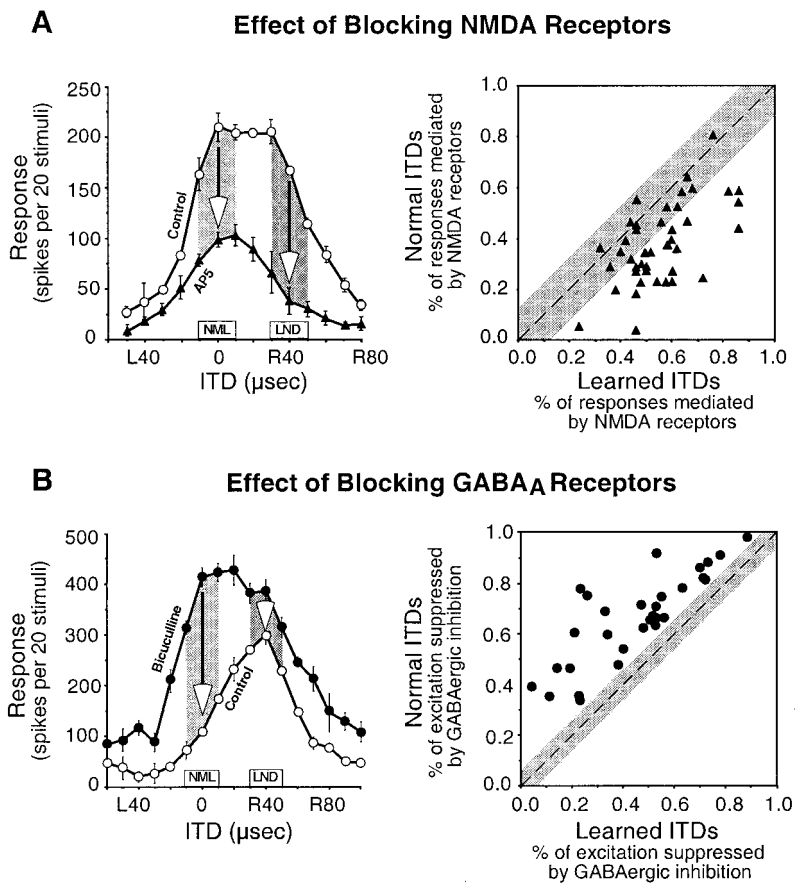 A
Effect of Blocking NMDA Receptors
Response
(spikes per 20 stimuli)
250
200
150
100
50
0
Control
AP5
NML
LND
L40
0
R40
R80
ITD (μsec)
Normal ITDs
% of responses mediated
by NMDA receptors
1.0
0.8
0.6
0.4
0.2
0.0
0.0
0.2
0.4
0.6
0.8
1.0
Learned ITDs
% of responses mediated
by NMDA receptors
B
Effect of Blocking GABAA Receptors
Response
(spikes per 20 stimuli)
500
400
300
200
100
0
Bicuculline
Control
NML
LND
L40
0
R40
R80
ITD (μsec)
Normal ITDs
% of excitation suppressed
by GABAergic inhibition
1.0
0.8
0.6
0.4
0.2
0.0
0.0
0.2
0.4
0.6
0.8
1.0
Learned ITDs
% of excitation suppressed
by GABAergic inhibition